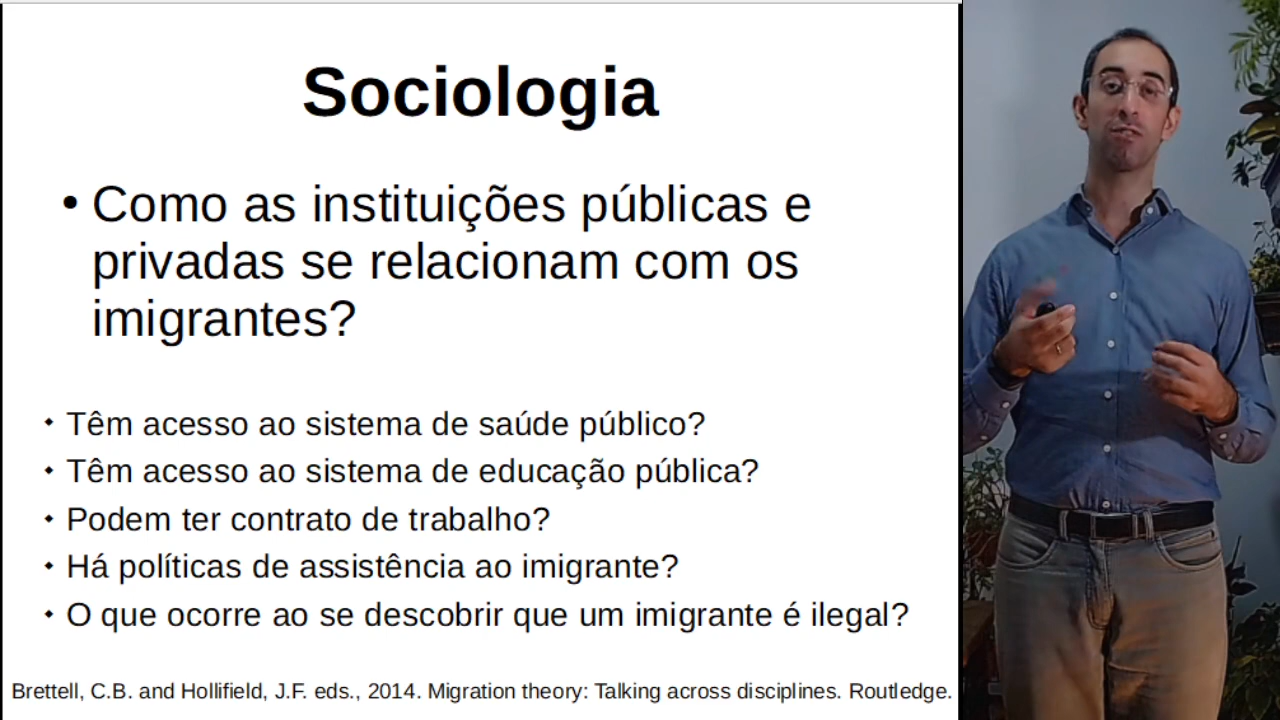 Sociologia
• Como as instituições públicas e
privadas se relacionam com os
imigrantes?
◆ Têm acesso ao sistema de saúde público?
◆ Têm acesso ao sistema de educação pública?
◆ Podem ter contrato de trabalho?
◆ Há políticas de assistência ao imigrante?
◆ O que ocorre ao se descobrir que um imigrante é ilegal?
Brettell, C.B. and Hollifield, J.F. eds., 2014. Migration theory: Talking across disciplines. Routledge.